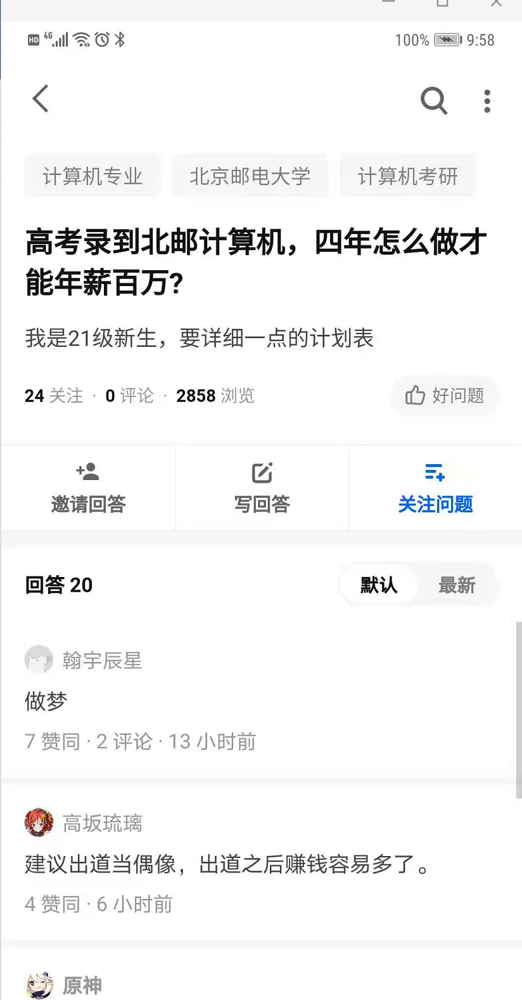 HD 4G 100% 9:58
计算机专业 北京邮电大学 计算机考研
高考录到北邮计算机，四年怎么做才
能年薪百万?
我是21级新生，要详细一点的计划表
24 关注 · 0 评论 · 2858 浏览 好问题
邀请回答 写回答 关注问题
回答 20 默认 最新
翰宇辰星
做梦
7 赞同 · 2 评论 · 13 小时前
高坂琉璃
建议出道当偶像，出道之后赚钱容易多了。
4 赞同 · 6 小时前
原神